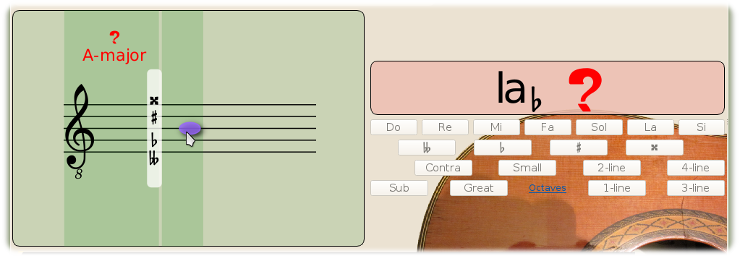 ?
A-major
x
♯
♭
♭♭
8
la♭ ?
Do Re Mi Fa Sol La Si
♭♭ ♭ ♯ x
Contra Small 2-line 4-line
Sub Great Octaves 1-line 3-line